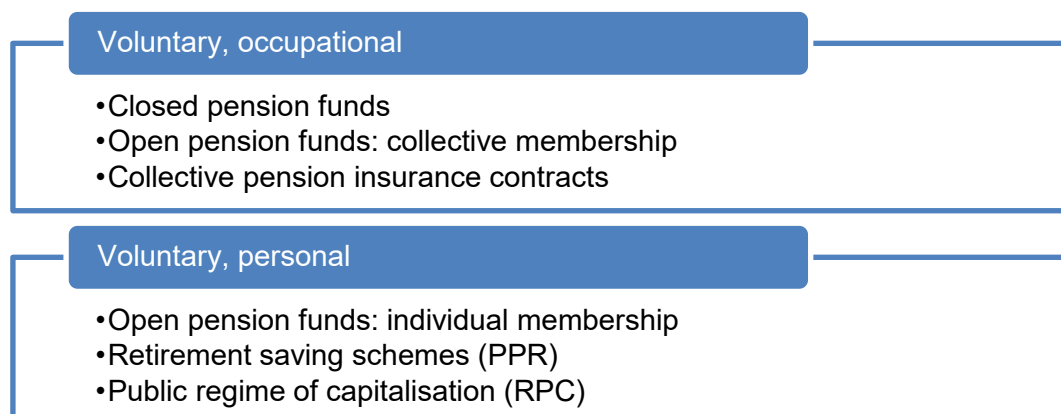 Voluntary, occupational
•Closed pension funds
•Open pension funds: collective membership
•Collective pension insurance contracts
Voluntary, personal
•Open pension funds: individual membership
•Retirement saving schemes (PPR)
•Public regime of capitalisation (RPC)